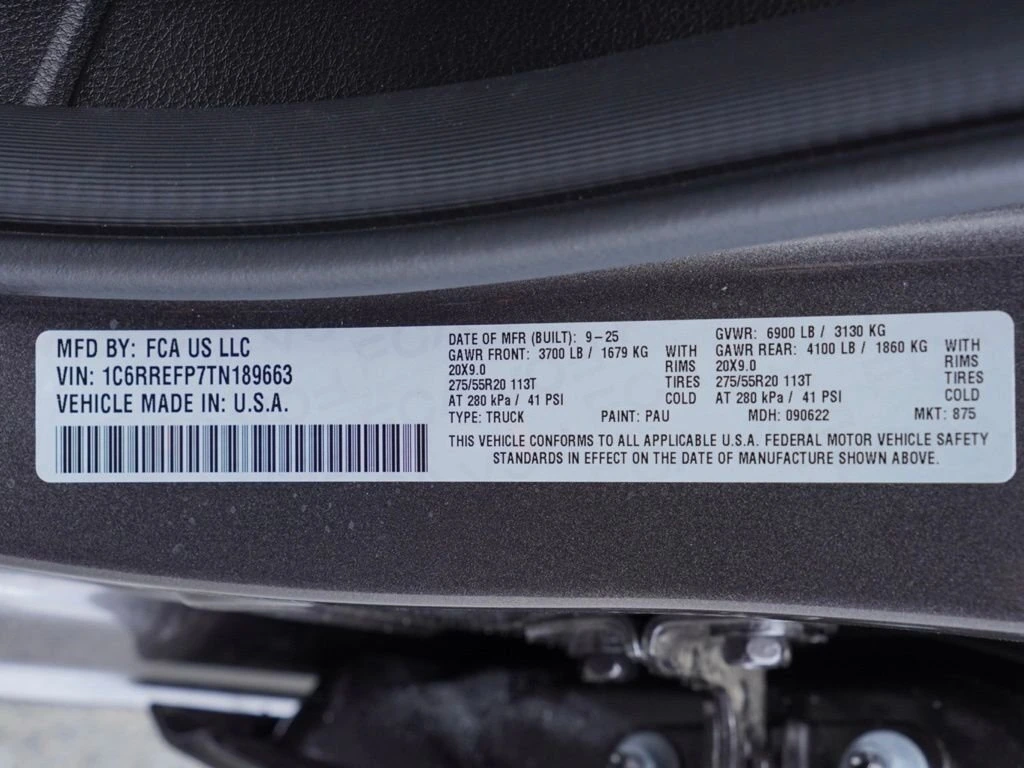 MFD BY: FCA US LLC
VIN: 1C6RREFP7TN189663
VEHICLE MADE IN: U.S.A.
DATE OF MFR (BUILT): 9-25
GAWR FRONT: 3700 LB / 1679 KG WITH
20X9.0 RIMS
275/55R20 113T TIRES
AT 280 kPa / 41 PSI COLD
GVWR: 6900 LB / 3130 KG
GAWR REAR: 4100 LB / 1860 KG WITH
20X9.0 RIMS
275/55R20 113T TIRES
AT 280 kPa / 41 PSI COLD
TYPE: TRUCK PAINT: PAU MDH: 090622 MKT: 875
THIS VEHICLE CONFORMS TO ALL APPLICABLE U.S.A. FEDERAL MOTOR VEHICLE SAFETY
STANDARDS IN EFFECT ON THE DATE OF MANUFACTURE SHOWN ABOVE.